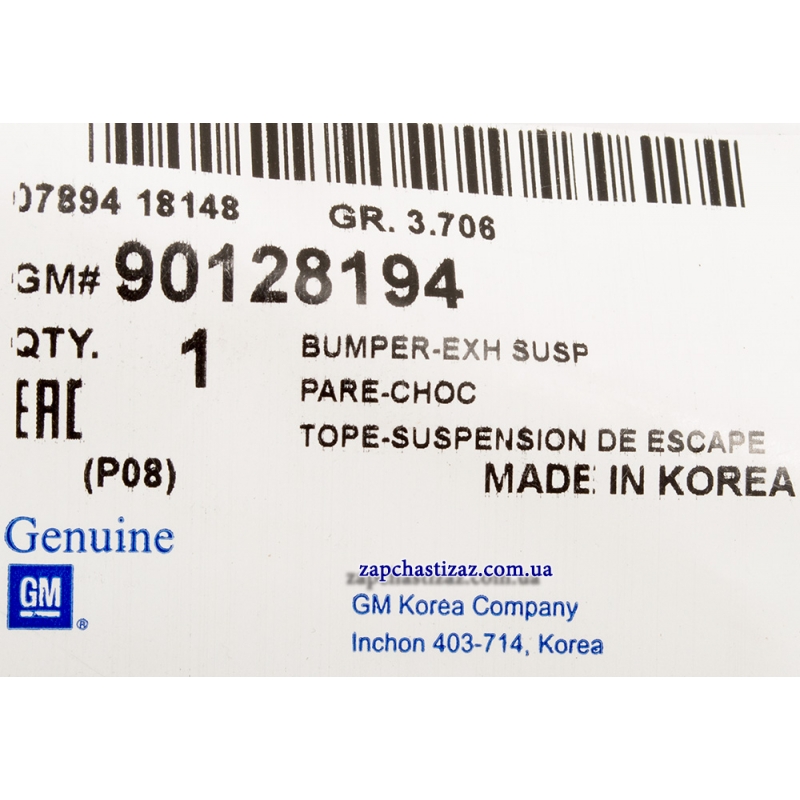 07894 18148
GR. 3.706
GM# 90128194
QTY. 1
BUMPER-EXH SUSP
PARE-CHOC
TOPE-SUSPENSION DE ESCAPE
EAC
(P08)
MADE IN KOREA
Genuine
GM ®
zapchastizaz.com.ua
GM Korea Company
Inchon 403-714, Korea